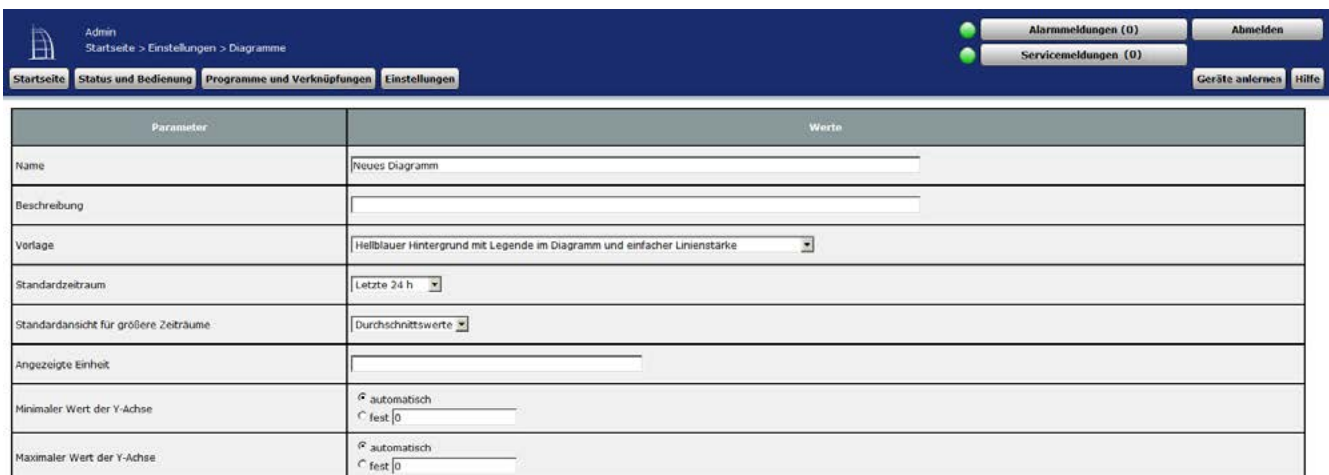 Admin
Startseite > Einstellungen > Diagramme
Alarmmeldungen (0)
Abmelden
Servicemeldungen (0)
Startseite
Status und Bedienung
Programme und Verknüpfungen
Einstellungen
Geräte anlernen
Hilfe
Parameter
Werte
Name
Neues Diagramm
Beschreibung
Vorlage
Hellblauer Hintergrund mit Legende im Diagramm und einfacher Linienstärke
Standardzeitraum
Letzte 24 h
Standardansicht für größere Zeiträume
Durchschnittswerte
Angezeigte Einheit
Minimaler Wert der Y-Achse
automatisch
fest 0
Maximaler Wert der Y-Achse
automatisch
fest 0